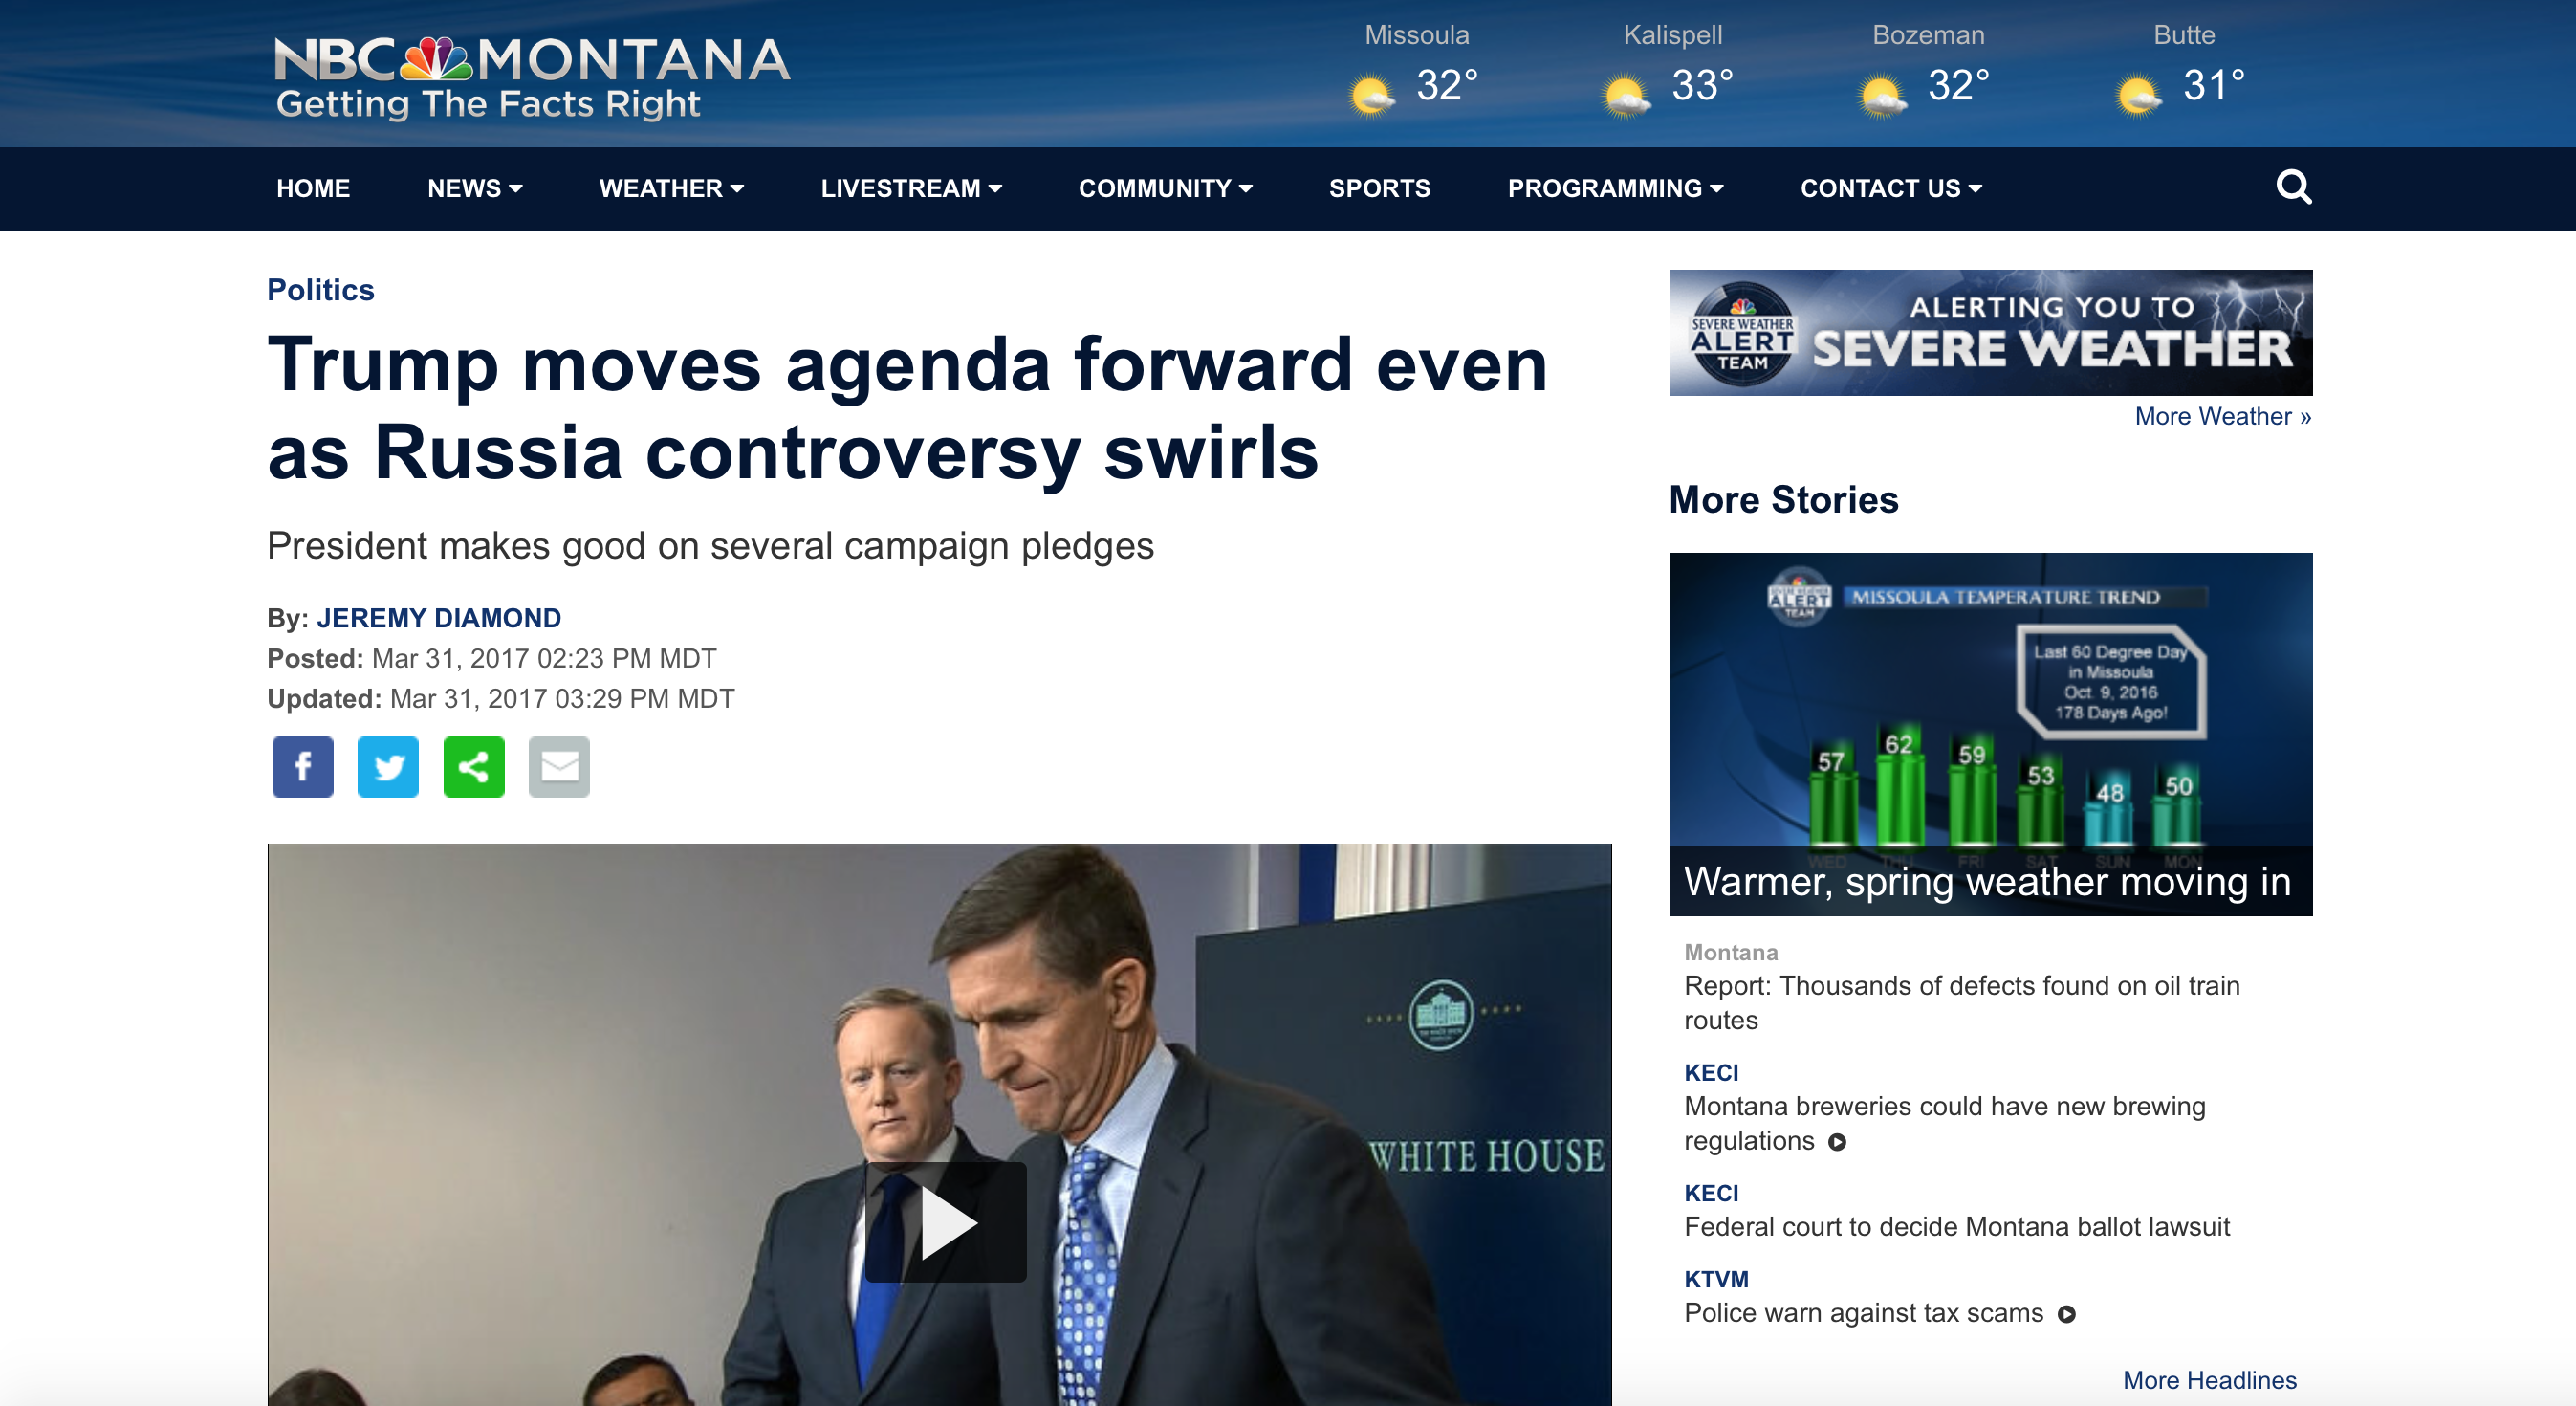 NBC MONTANA
Getting The Facts Right
Missoula
32°
Kalispell
33°
Bozeman
32°
Butte
31°
HOME
NEWS
WEATHER
LIVESTREAM
COMMUNITY
SPORTS
PROGRAMMING
CONTACT US
Politics
Trump moves agenda forward even
as Russia controversy swirls
President makes good on several campaign pledges
By: JEREMY DIAMOND
Posted: Mar 31, 2017 02:23 PM MDT
Updated: Mar 31, 2017 03:29 PM MDT
WHITE HOUSE
SEVERE WEATHER
ALERT
TEAM
ALERTING YOU TO
SEVERE WEATHER
More Weather »
More Stories
ALERT
TEAM
MISSOULA TEMPERATURE TREND
Last 60 Degree Day
in Missoula
Oct. 9, 2016
178 Days Ago!
57
62
59
53
48
50
WED
THU
FRI
SAT
SUN
MON
Warmer, spring weather moving in
Montana
Report: Thousands of defects found on oil train
routes
KECI
Montana breweries could have new brewing
regulations
KECI
Federal court to decide Montana ballot lawsuit
KTVM
Police warn against tax scams
More Headlines